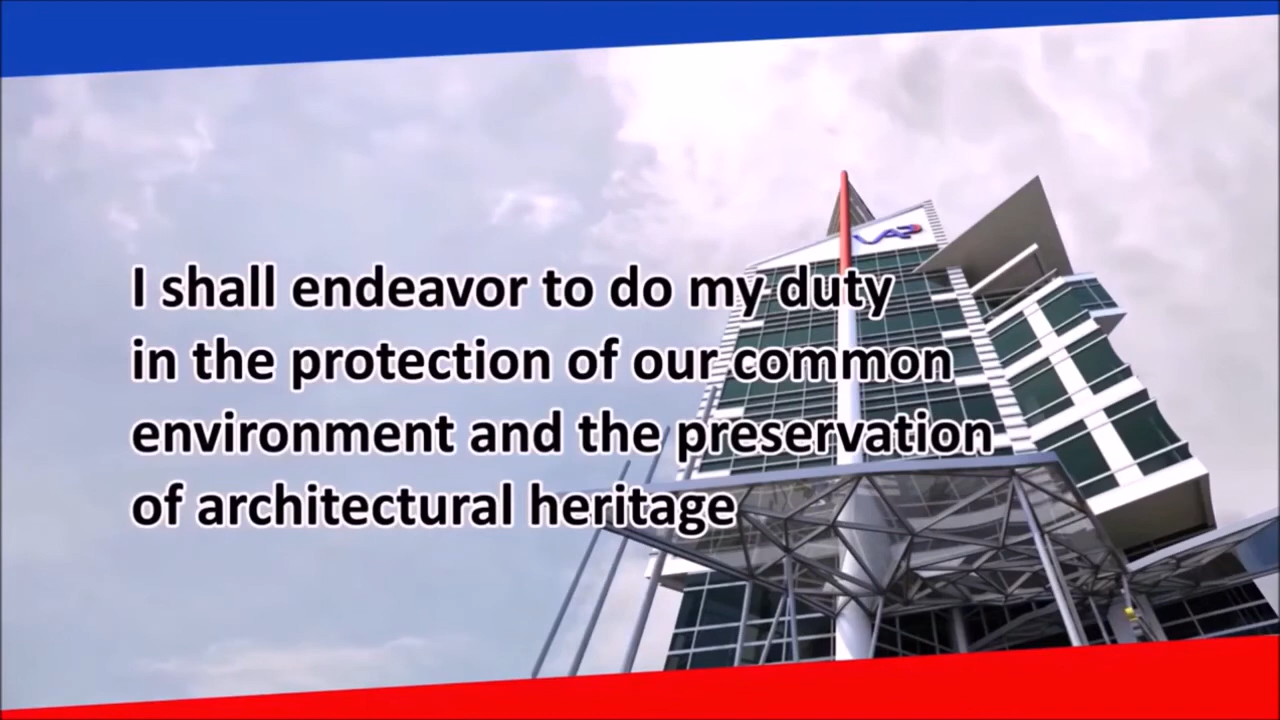 I shall endeavor to do my duty
in the protection of our common
environment and the preservation
of architectural heritage
UAP